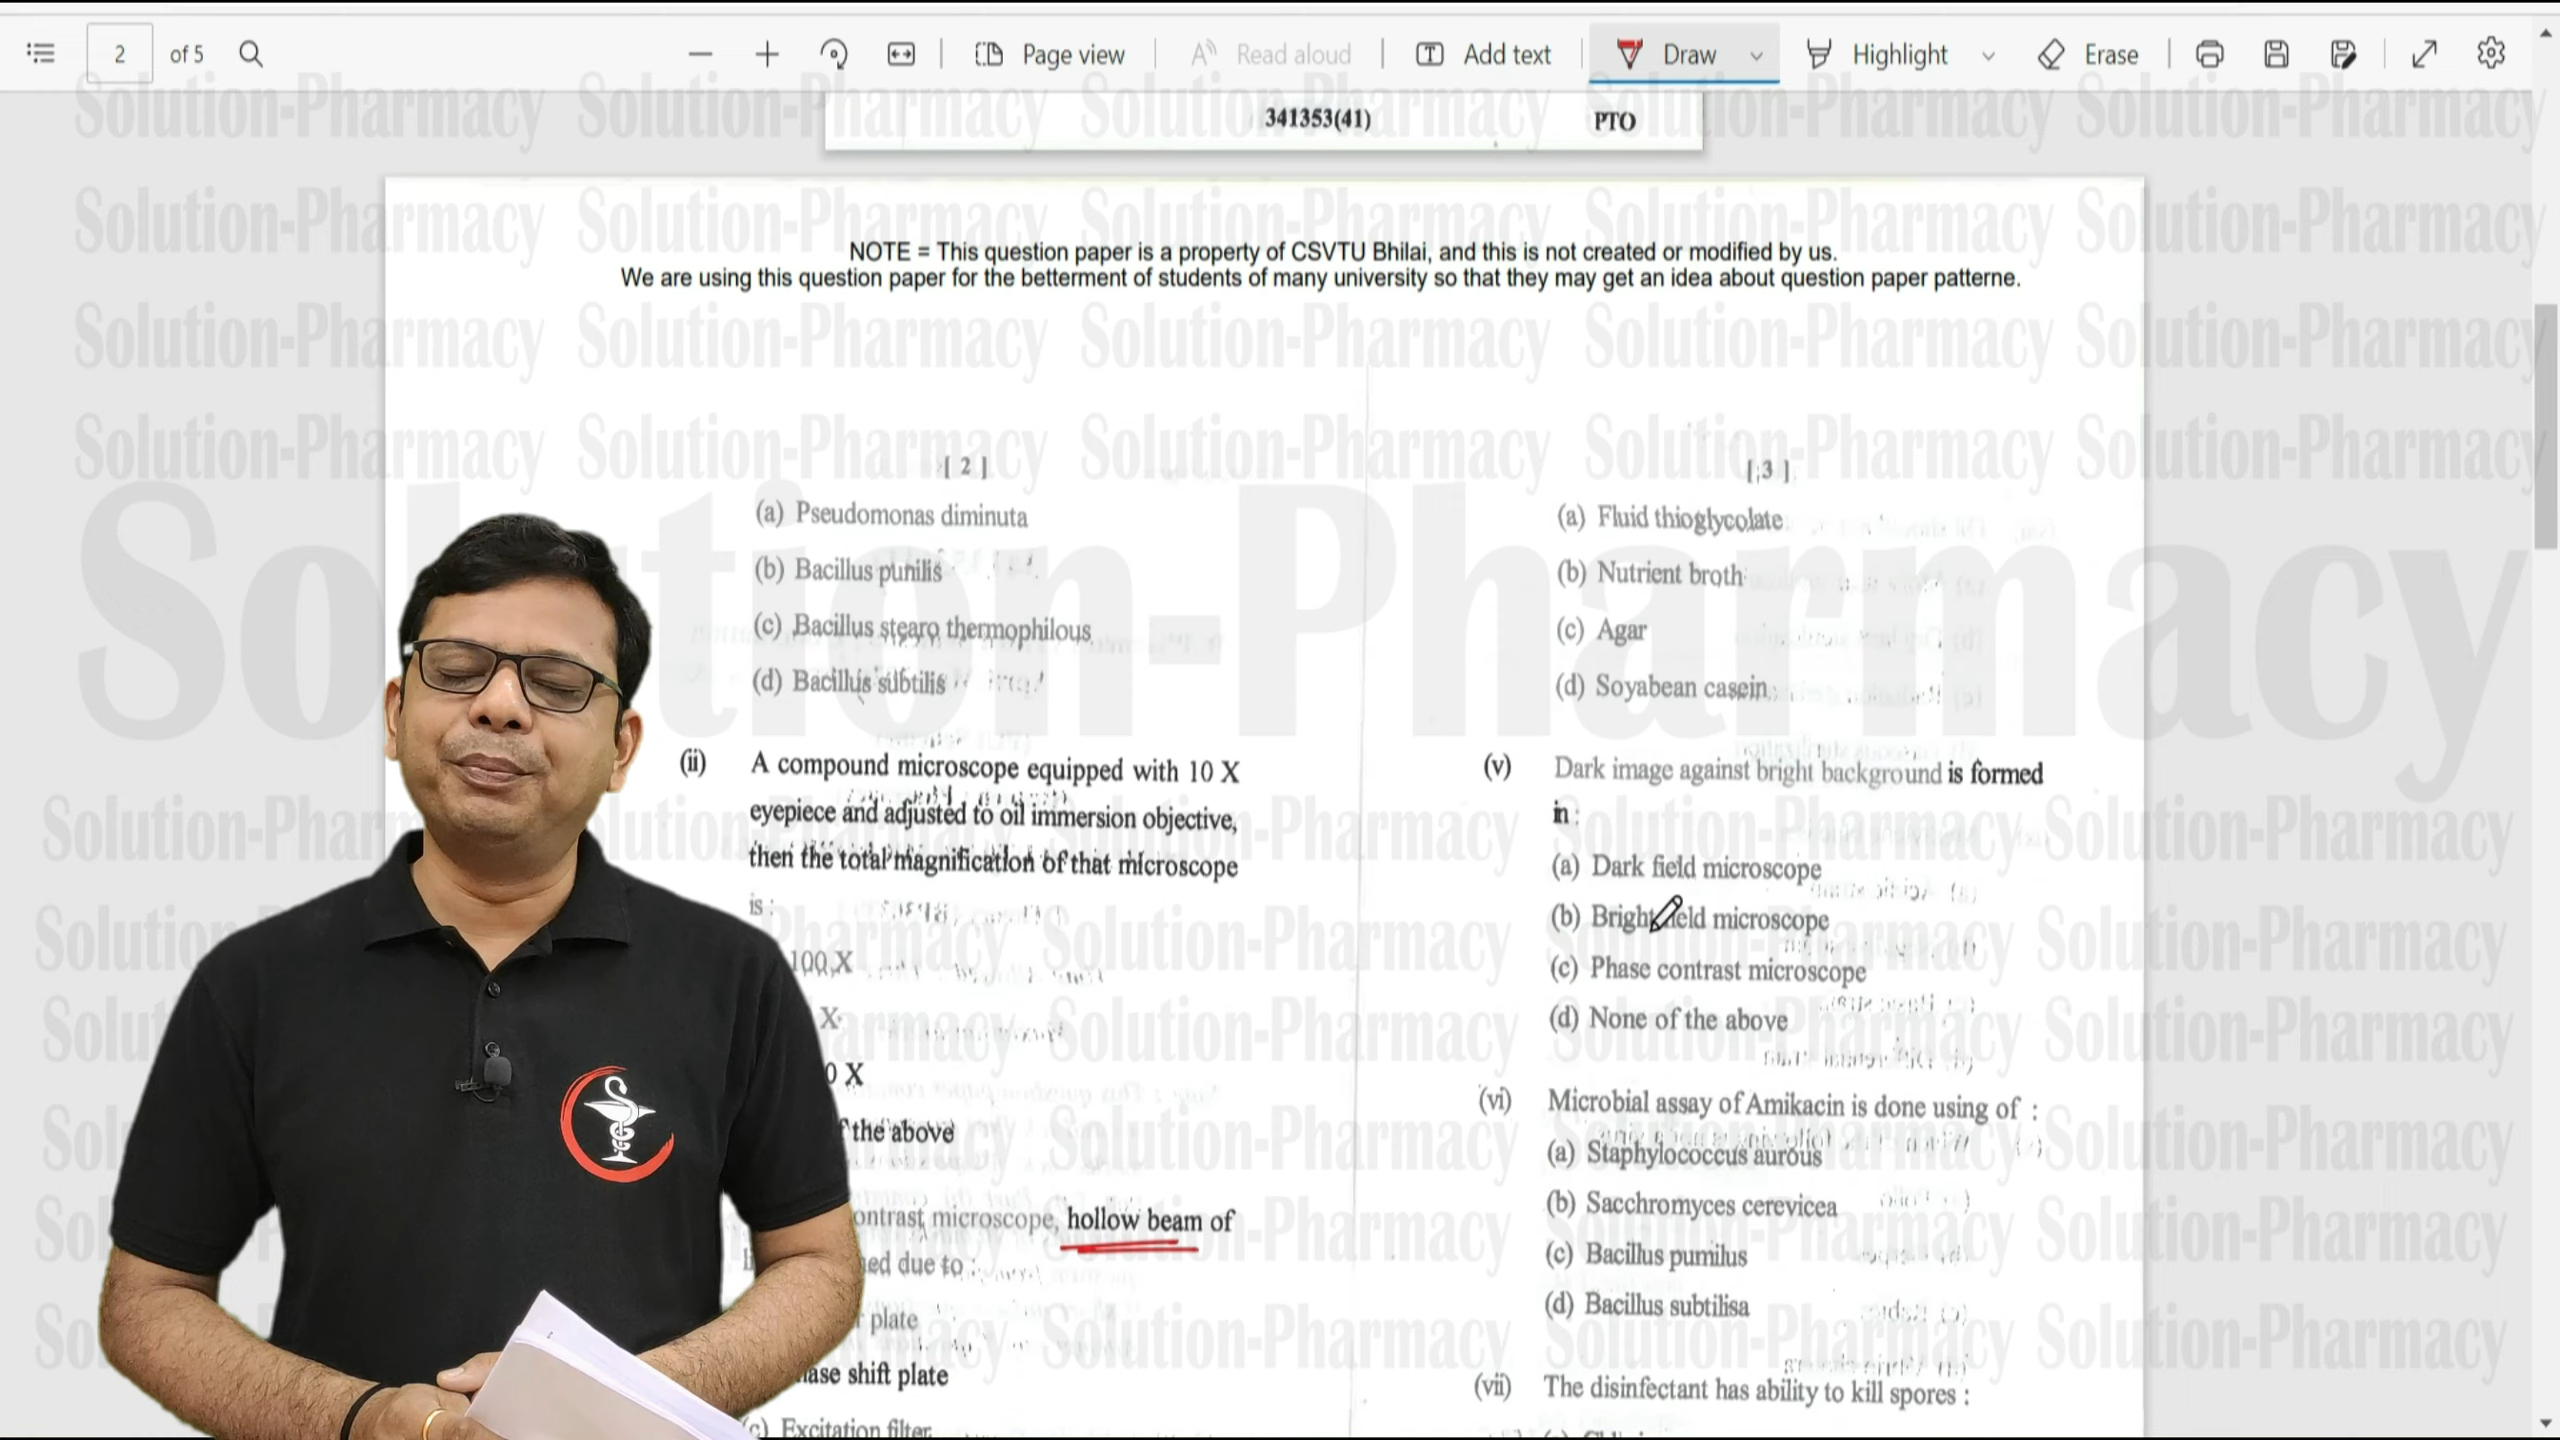 2 of 5 Page view Read aloud Add text Draw Highlight Erase
341353(41) PTO
NOTE = This question paper is a property of CSVTU Bhilai, and this is not created or modified by us.
We are using this question paper for the betterment of students of many university so that they may get an idea about question paper patterne.
[ 2 ]
(a) Pseudomonas diminuta
(b) Bacillus punilis
(c) Bacillus stearo thermophilous
(d) Bacillus subtilis
(ii) A compound microscope equipped with 10 X
eyepiece and adjusted to oil immersion objective,
then the total magnification of that microscope
is :
100 X
X
0 X
the above
ontrast microscope, hollow beam of
ed due to :
plate
ase shift plate
(c) Excitation filter
[ 3 ]
(a) Fluid thioglycolate
(b) Nutrient broth
(c) Agar
(d) Soyabean casein
(v) Dark image against bright background is formed
in :
(a) Dark field microscope
(b) Bright field microscope
(c) Phase contrast microscope
(d) None of the above
(vi) Microbial assay of Amikacin is done using of :
(a) Staphylococcus aurous
(b) Sacchromyces cerevicea
(c) Bacillus pumilus
(d) Bacillus subtilisa
(vii) The disinfectant has ability to kill spores :
Solution-Pharmacy